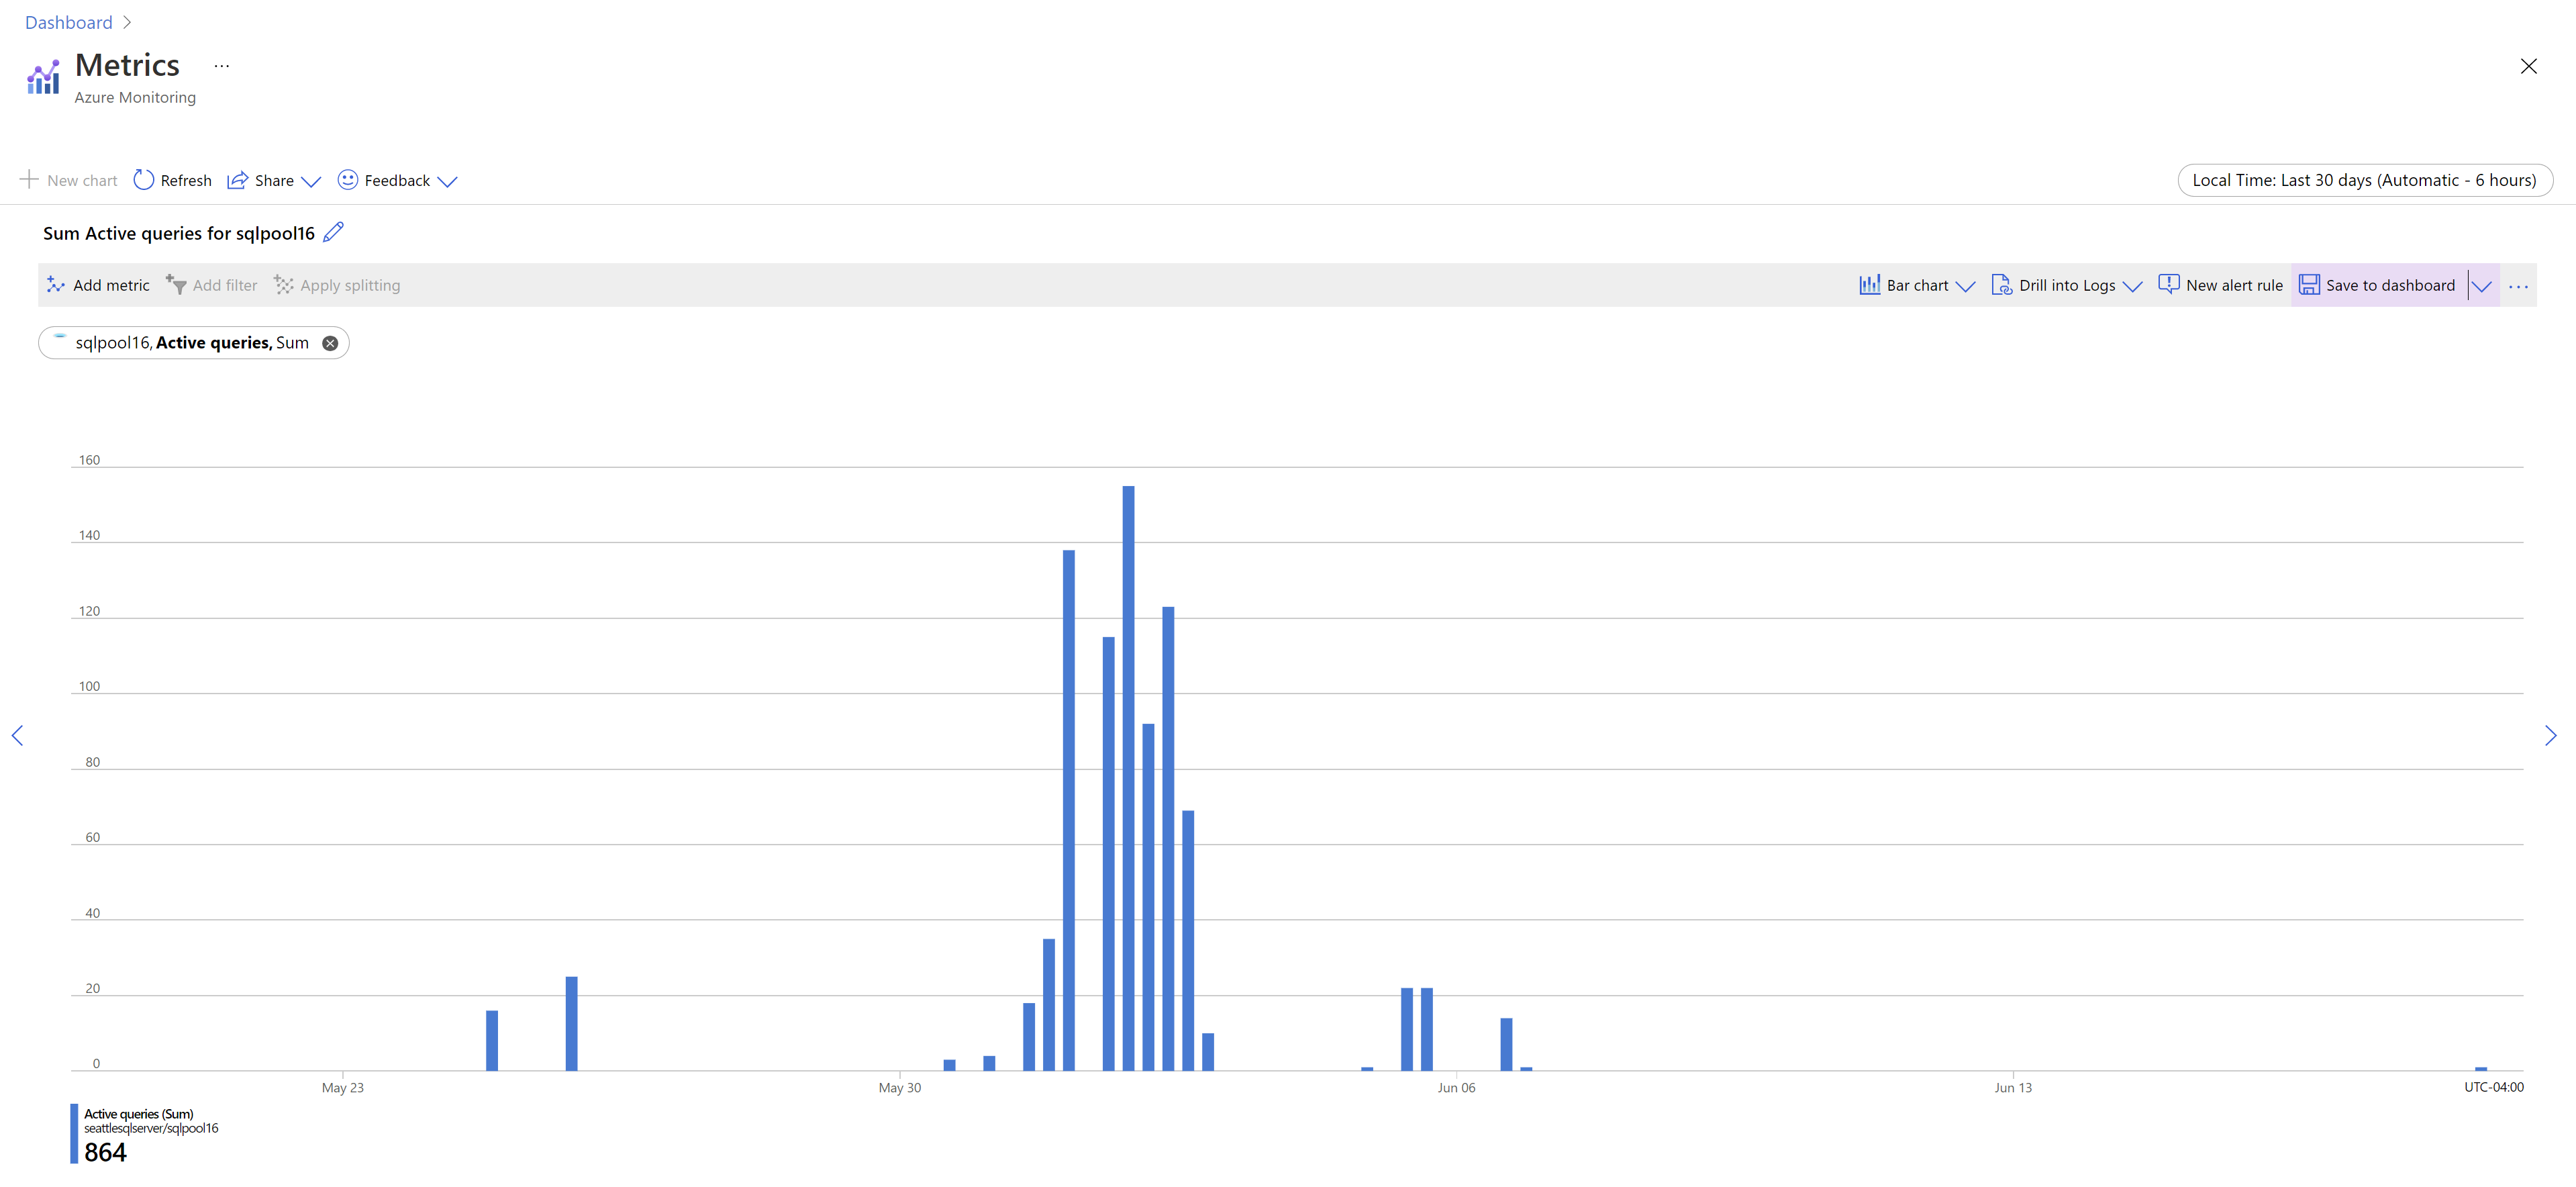 Dashboard >
Metrics ...
Azure Monitoring
New chart Refresh Share Feedback Local Time: Last 30 days (Automatic - 6 hours)
Sum Active queries for sqlpool16
Add metric Add filter Apply splitting Bar chart Drill into Logs New alert rule Save to dashboard ...
sqlpool16, Active queries, Sum
160
140
120
100
80
60
40
20
0
May 23 May 30 Jun 06 Jun 13 UTC-04:00
Active queries (Sum)
seattlesqlserver/sqlpool16
864